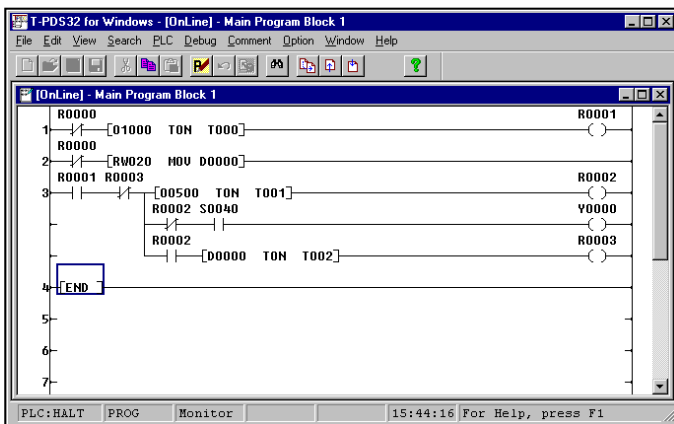 T-PDS32 for Windows - [OnLine] - Main Program Block 1
File Edit View Search PLC Debug Comment Option Window Help
[OnLine] - Main Program Block 1
R0000 R0001
1 [01000 TON T000]
R0000
2 [RW020 MOV D0000]
R0001 R0003 R0002
3 [00500 TON T001]
R0002 S0040 Y0000
R0002 R0003
[D0000 TON T002]
4 [END ]
5
6
7
PLC:HALT PROG Monitor 15:44:16 For Help, press F1